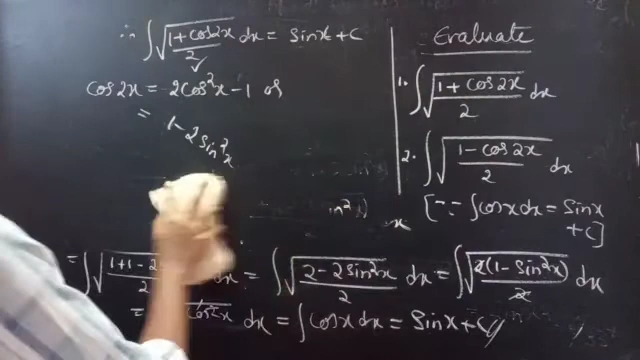 ∴ ∫√((1+cos2x)/2) dx = sinx + c
cos2x = 2cos²x − 1 or
= 1 − 2sin²x
Evaluate
1. ∫√((1 + cos2x)/2) dx
2. ∫√((1 − cos2x)/2) dx
[∵ ∫cosx dx = sinx
+ c]
= ∫√((1+1−2 /2 dx = ∫√((2 − 2sin²x)/2) dx = ∫√(2(1 − sin²x)/2) dx
= cos²x dx = ∫cosx dx = sinx + c//